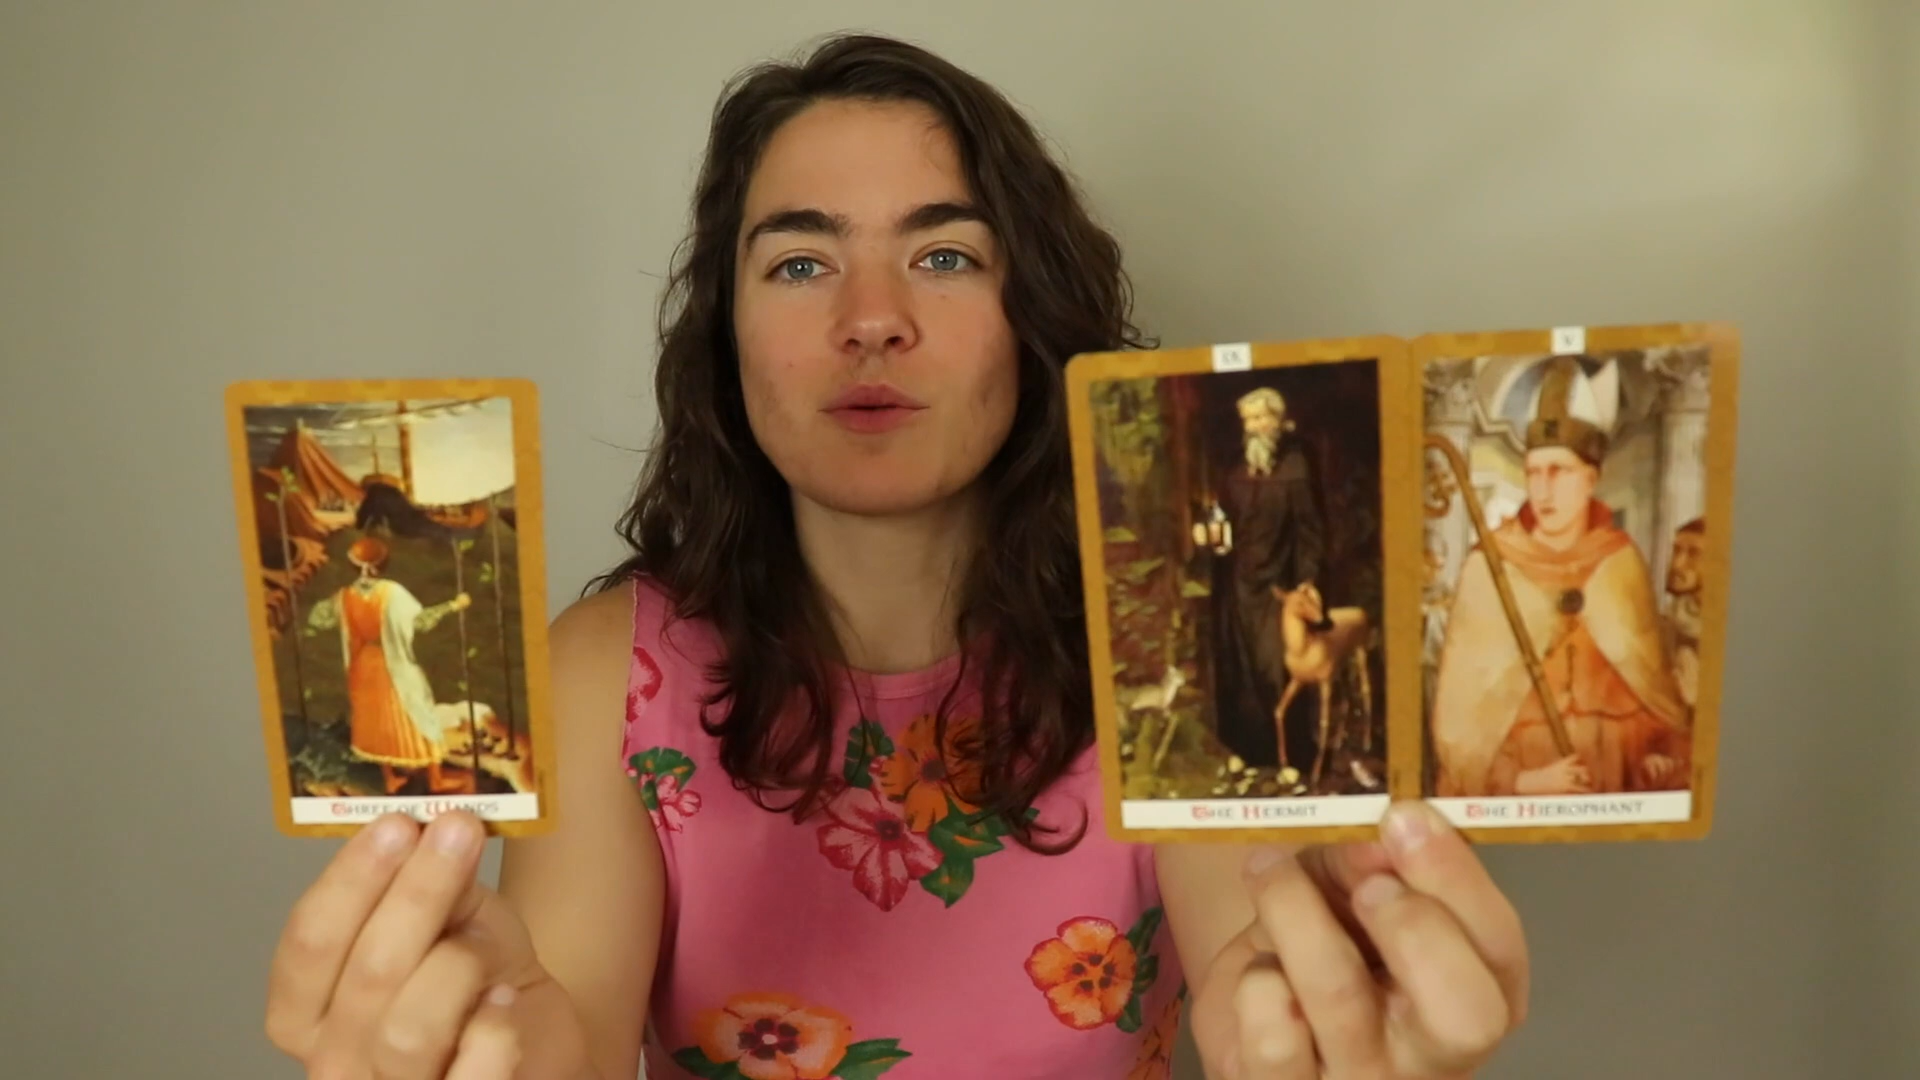 IX
V
THREE OF WANDS
THE HERMIT
THE HIEROPHANT